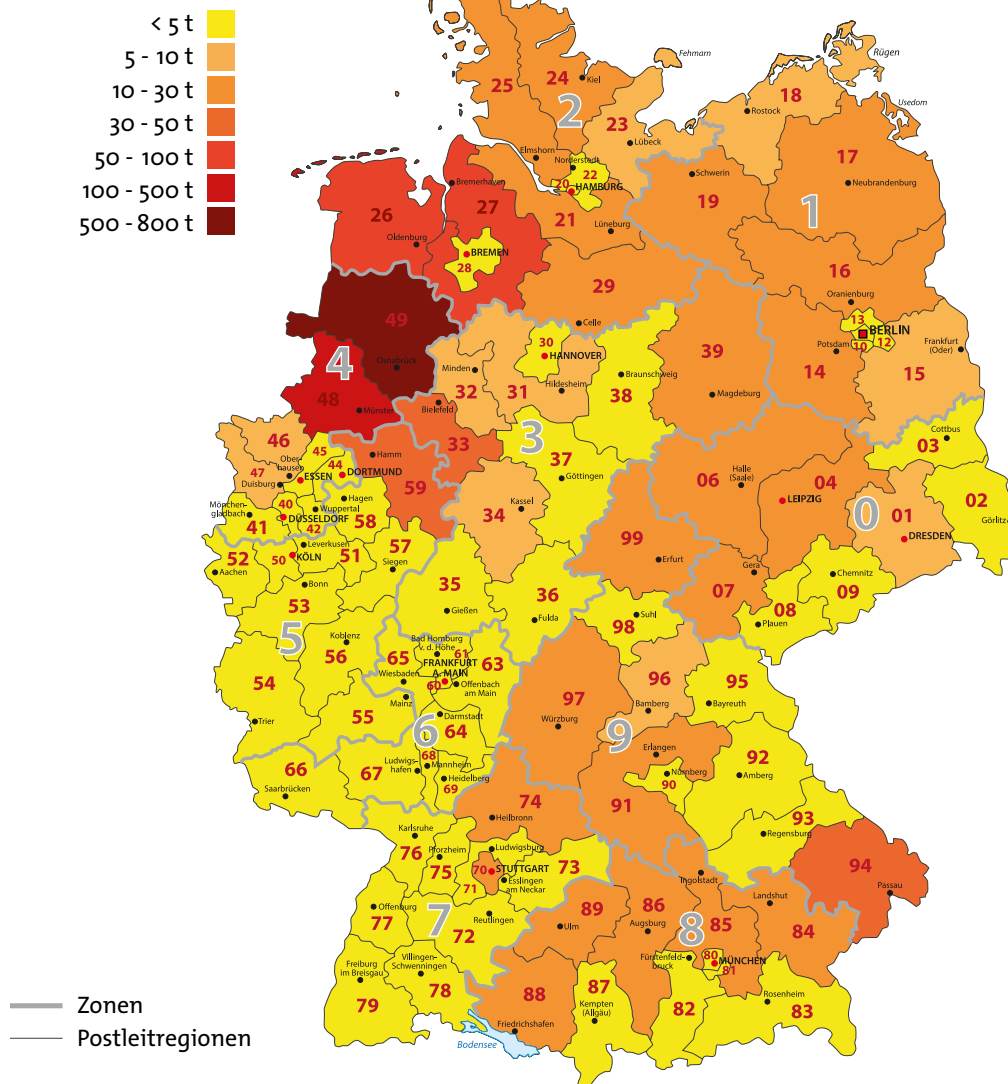 < 5 t
5 - 10 t
10 - 30 t
30 - 50 t
50 - 100 t
100 - 500 t
500 - 800 t
Fehmarn
Rügen
Usedom
25
24
Kiel
2
23
Lübeck
18
Rostock
17
Neubrandenburg
Elmshorn
Norderstedt
22
20
HAMBURG
Schwerin
19
1
Bremerhaven
26
27
Oldenburg
21
Lüneburg
BREMEN
28
29
Celle
16
Oranienburg
49
Osnabrück
4
48
Münster
30
HANNOVER
Minden
32
31
Hildesheim
Bielefeld
Braunschweig
38
39
Magdeburg
13
BERLIN
10
12
Potsdam
14
Frankfurt
(Oder)
15
33
3
37
Göttingen
Cottbus
03
46
45
Ober-
hausen
47
Duisburg
44
ESSEN
DORTMUND
Hamm
59
Hagen
40
Wuppertal
Mönchen-
gladbach
DÜSSELDORF
41
42
58
34
Kassel
06
Halle
(Saale)
04
LEIPZIG
0
01
DRESDEN
02
Görlitz
52
Aachen
50
KÖLN
Leverkusen
51
57
Siegen
Bonn
53
5
99
Erfurt
Gera
07
Chemnitz
09
08
Plauen
35
Gießen
36
Fulda
Suhl
98
Koblenz
56
54
Trier
55
65
Bad Homburg
v. d. Höhe
61
FRANKFURT
A. MAIN
63
60
Offenbach
am Main
Wiesbaden
Mainz
Darmstadt
6
64
97
Würzburg
96
Bamberg
95
Bayreuth
9
66
Saarbrücken
67
68
Ludwigs-
hafen
Mannheim
Heidelberg
69
Erlangen
Nürnberg
90
91
92
Amberg
93
Regensburg
94
Passau
74
Heilbronn
Karlsruhe
76
Pforzheim
75
Ludwigsburg
70
STUTTGART
71
Esslingen
am Neckar
73
Offenburg
77
7
72
Reutlingen
Ingolstadt
Landshut
89
Ulm
86
Augsburg
8
85
84
Fürstenfeld-
bruck
80
MÜNCHEN
81
Freiburg
im Breisgau
79
Villingen-
Schwenningen
78
88
Friedrichshafen
87
Kempten
(Allgäu)
82
Rosenheim
83
Bodensee
Zonen
Postleitregionen